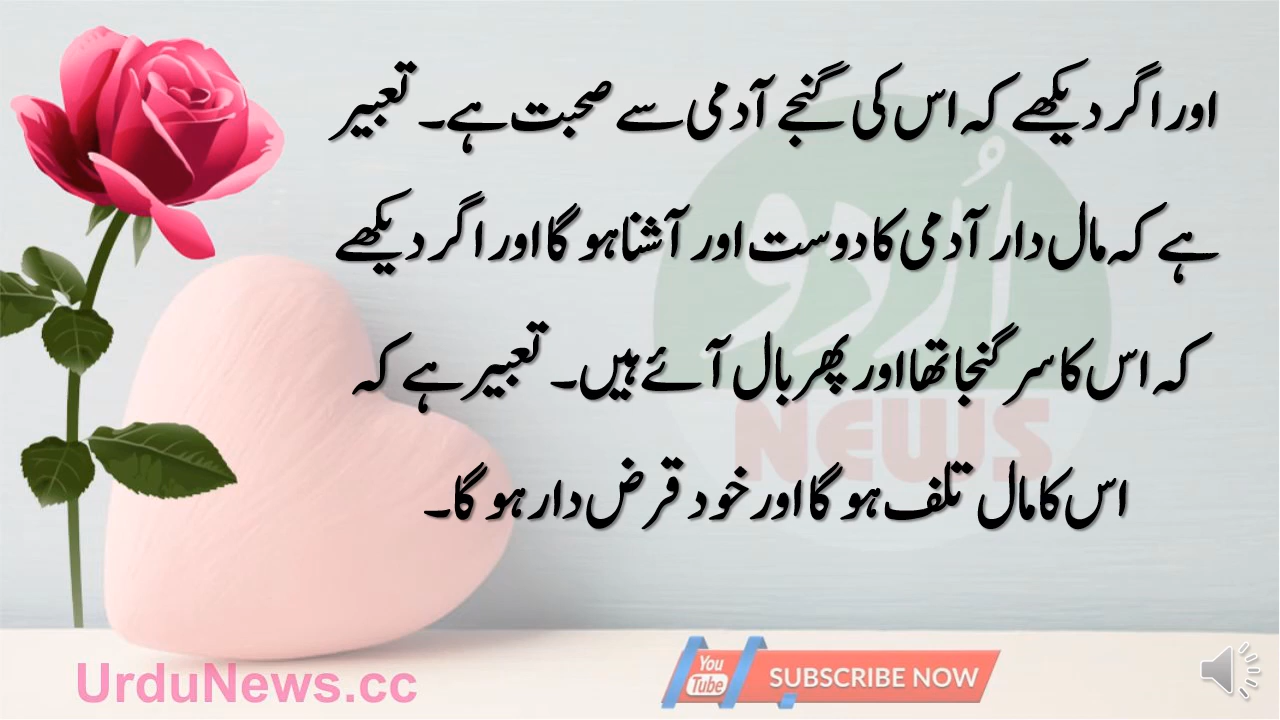 اور اگر دیکھے کہ اس کی گنجے آدمی سے صحبت ہے۔ تعبیر
ہے کہ مال دار آدمی کا دوست اور آشنا ہو گا اور اگر دیکھے
کہ اس کا سر گنجا تھا اور پھر بال آئے ہیں۔ تعبیر ہے کہ
اس کا مال تلف ہو گا اور خود قرض دار ہو گا۔
اُردو
NEWS
UrduNews.cc
You
Tube
SUBSCRIBE NOW